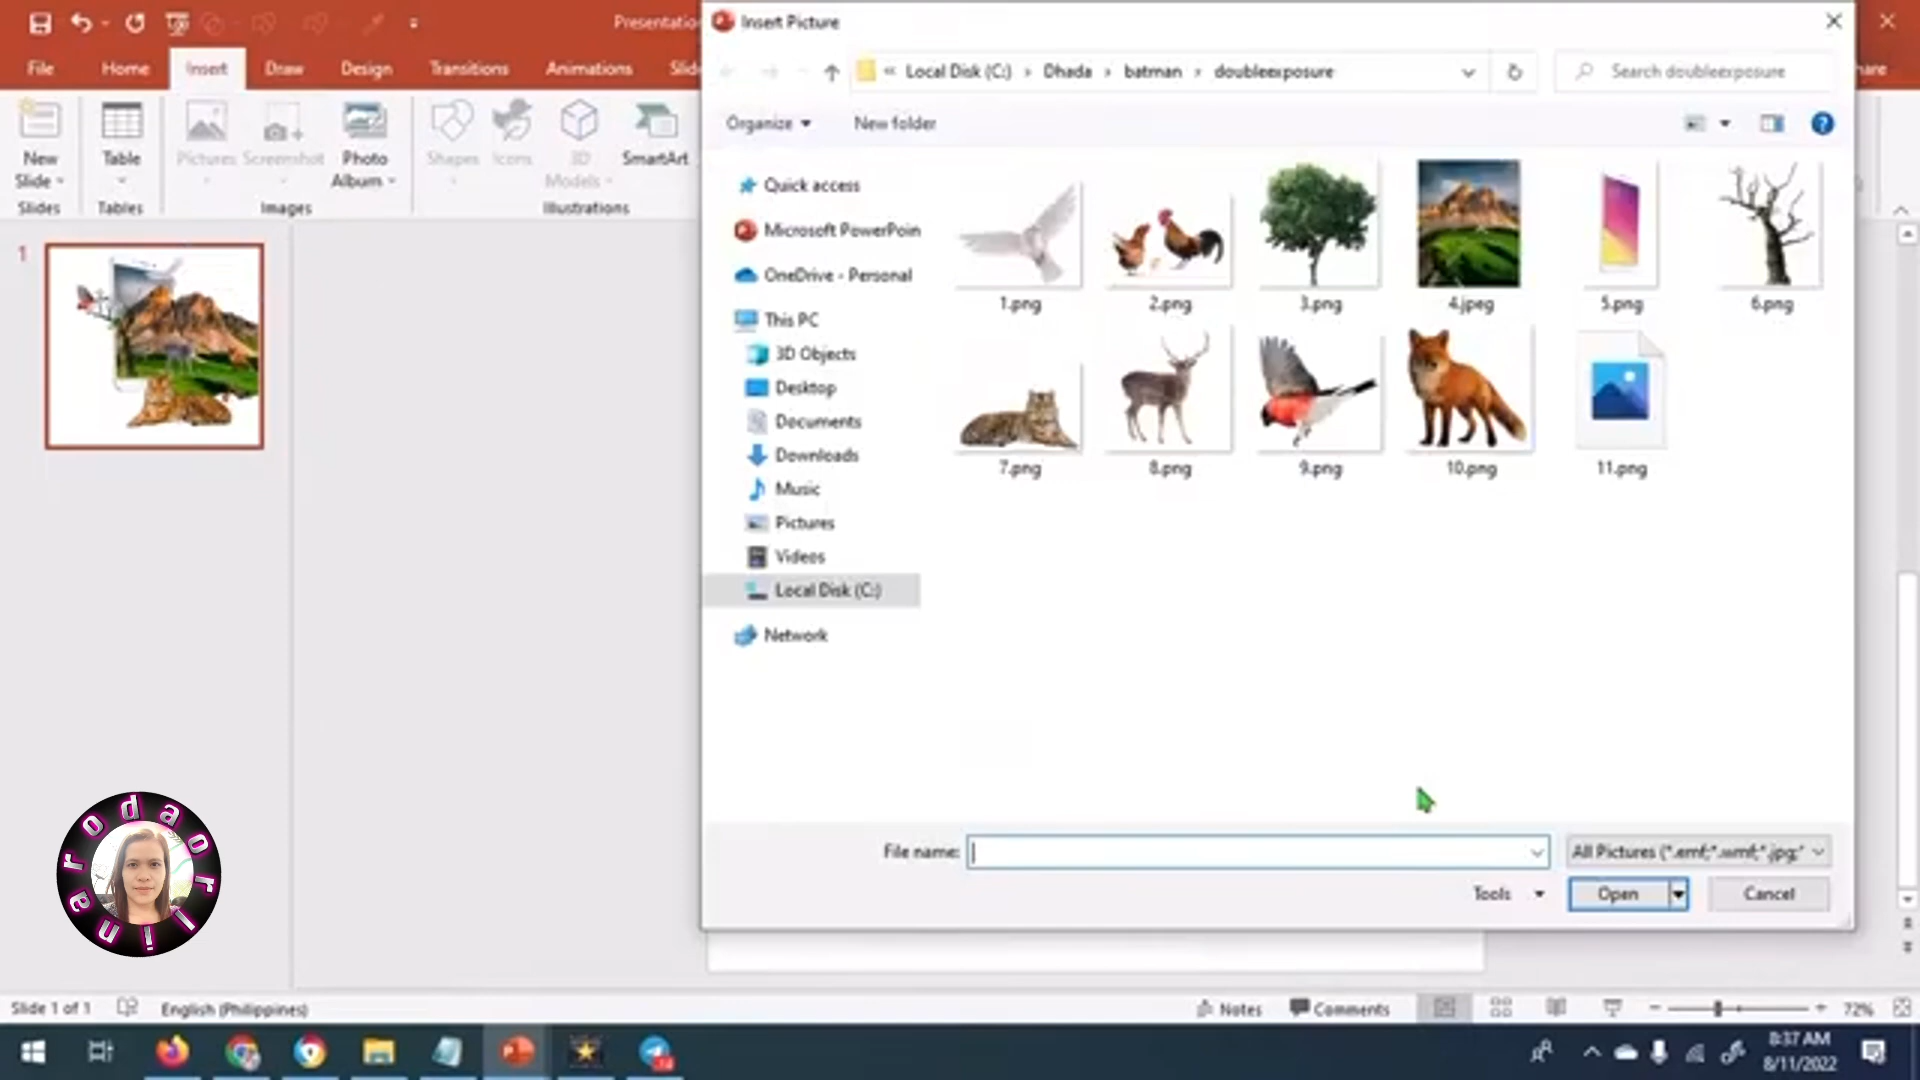 Presentation
Insert Picture
File
Home
Insert
Draw
Design
Transitions
Animations
Slid
hare
« Local Disk (C:) › Dhada › batman › doubleexposure
Search doubleexposure
Organize
New folder
New Slide
Table
Pictures
Screenshot
Photo Album
Shapes
Icons
3D Models
SmartArt
Slides
Tables
Images
Illustrations
1
Quick access
Microsoft PowerPoin
OneDrive - Personal
This PC
3D Objects
Desktop
Documents
Downloads
Music
Pictures
Videos
Local Disk (C:)
Network
1.png
2.png
3.png
4.jpeg
5.png
6.png
7.png
8.png
9.png
10.png
11.png
rodaorlina
File name:
All Pictures (*.emf;*.wmf;*.jpg;*
Tools
Open
Cancel
Slide 1 of 1
English (Philippines)
Notes
Comments
72%
8:37 AM
8/11/2022